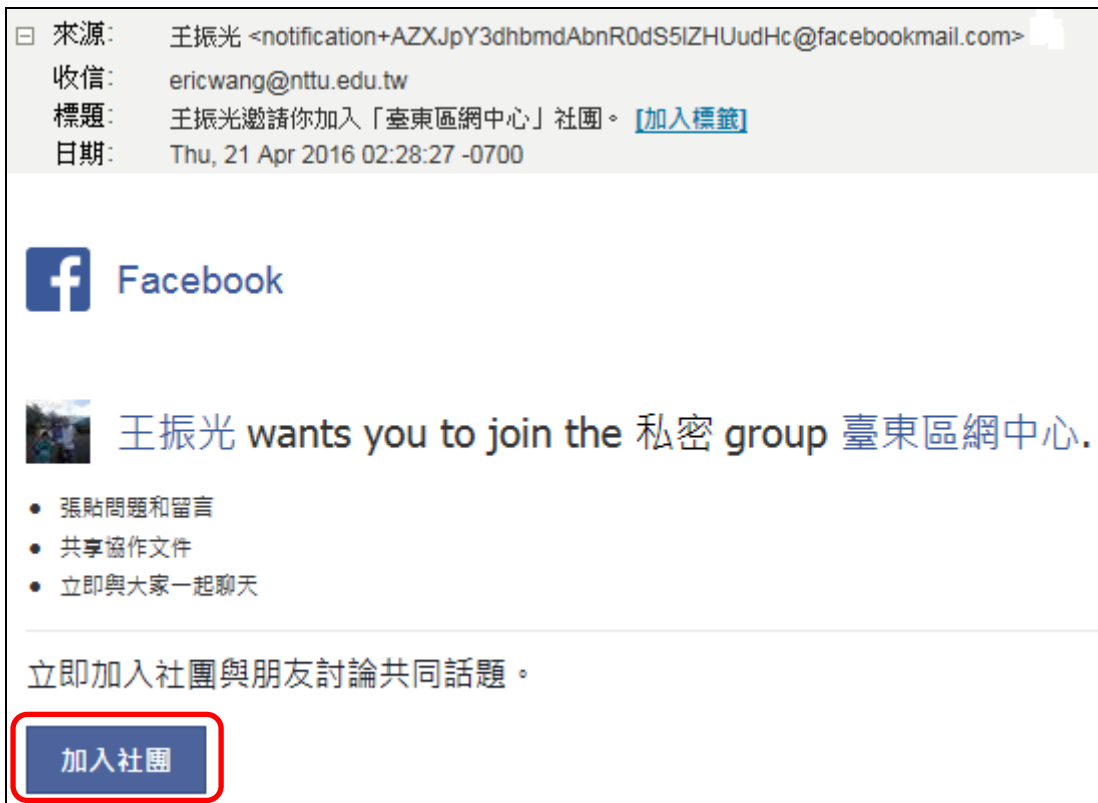 來源: 王振光 <notification+AZXJpY3dhbmdAbnR0dS5lZHUudHc@facebookmail.com>
收信: ericwang@nttu.edu.tw
標題: 王振光邀請你加入「臺東區網中心」社團。 [加入標籤]
日期: Thu, 21 Apr 2016 02:28:27 -0700
Facebook
王振光 wants you to join the 私密 group 臺東區網中心.
● 張貼問題和留言
● 共享協作文件
● 立即與大家一起聊天
立即加入社團與朋友討論共同話題。
加入社團